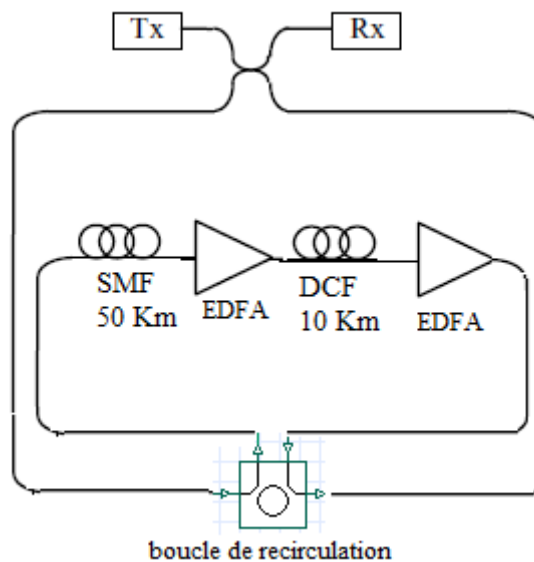 Tx
Rx
SMF
50 Km
EDFA
DCF
10 Km
EDFA
boucle de recirculation